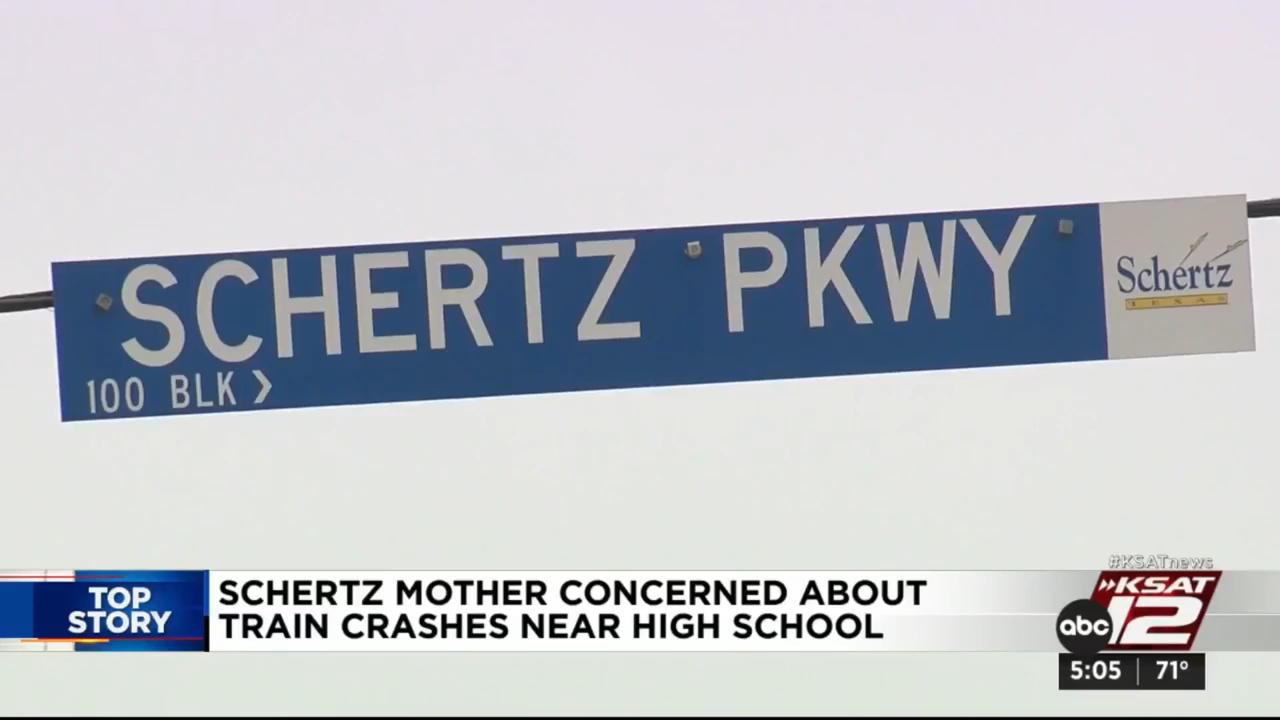 SCHERTZ PKWY
100 BLK ❯
Schertz
TEXAS
#KSATnews
TOP STORY
SCHERTZ MOTHER CONCERNED ABOUT
TRAIN CRASHES NEAR HIGH SCHOOL
KSAT
abc 12
5:05 71°